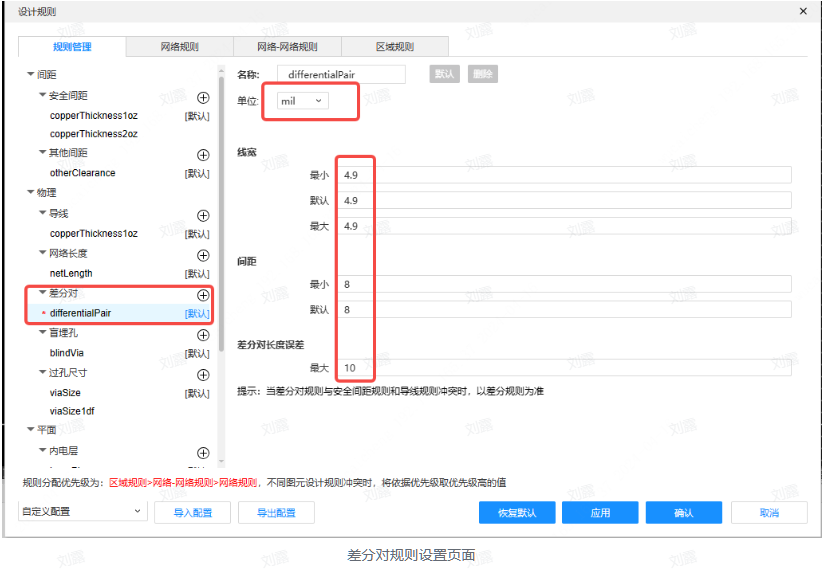 设计规则
规则管理 网络规则 网络-网络规则 区域规则
间距
安全间距
copperThickness1oz [默认]
copperThickness2oz
其他间距
otherClearance [默认]
物理
导线
copperThickness1oz [默认]
网络长度
netLength [默认]
差分对
differentialPair [默认]
盲埋孔
blindVia [默认]
过孔尺寸
viaSize [默认]
viaSize1df
平面
内电层
名称: differentialPair 默认 删除
单位: mil
线宽
最小 4.9
默认 4.9
最大 4.9
间距
最小 8
默认 8
差分对长度误差
最大 10
提示：当差分对规则与安全间距规则和导线规则冲突时，以差分规则为准
规则分配优先级为：区域规则>网络-网络规则>网络规则，不同图元设计规则冲突时，将依据优先级取优先级高的值
自定义配置 导入配置 导出配置 恢复默认 应用 确认 取消
差分对规则设置页面
刘露